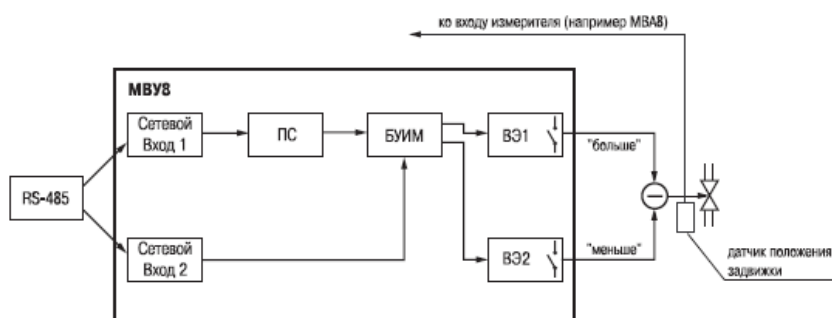 ко входу измерителя (например МВА8)
МВУ8
Сетевой
Вход 1
ПС
БУИМ
ВЭ1
"больше"
RS-485
Сетевой
Вход 2
ВЭ2
"меньше"
датчик положения
задвижки